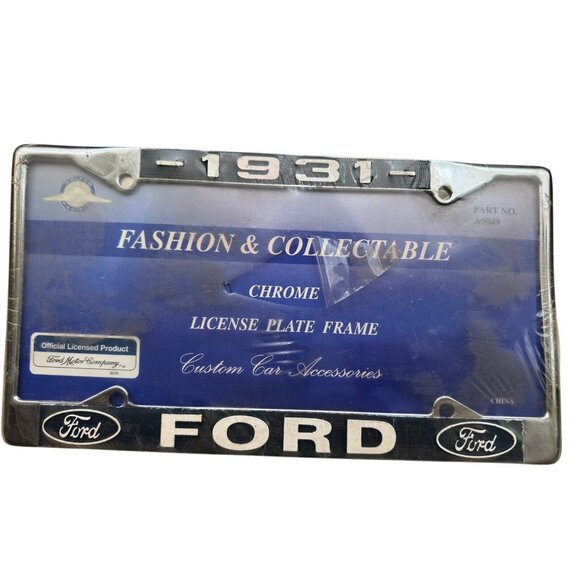 -1931-
PART NO.
A9049
FASHION & COLLECTABLE
CHROME
LICENSE PLATE FRAME
Official Licensed Product
Ford Motor Company
Custom Car Accessories
CHINA
Ford
FORD
Ford